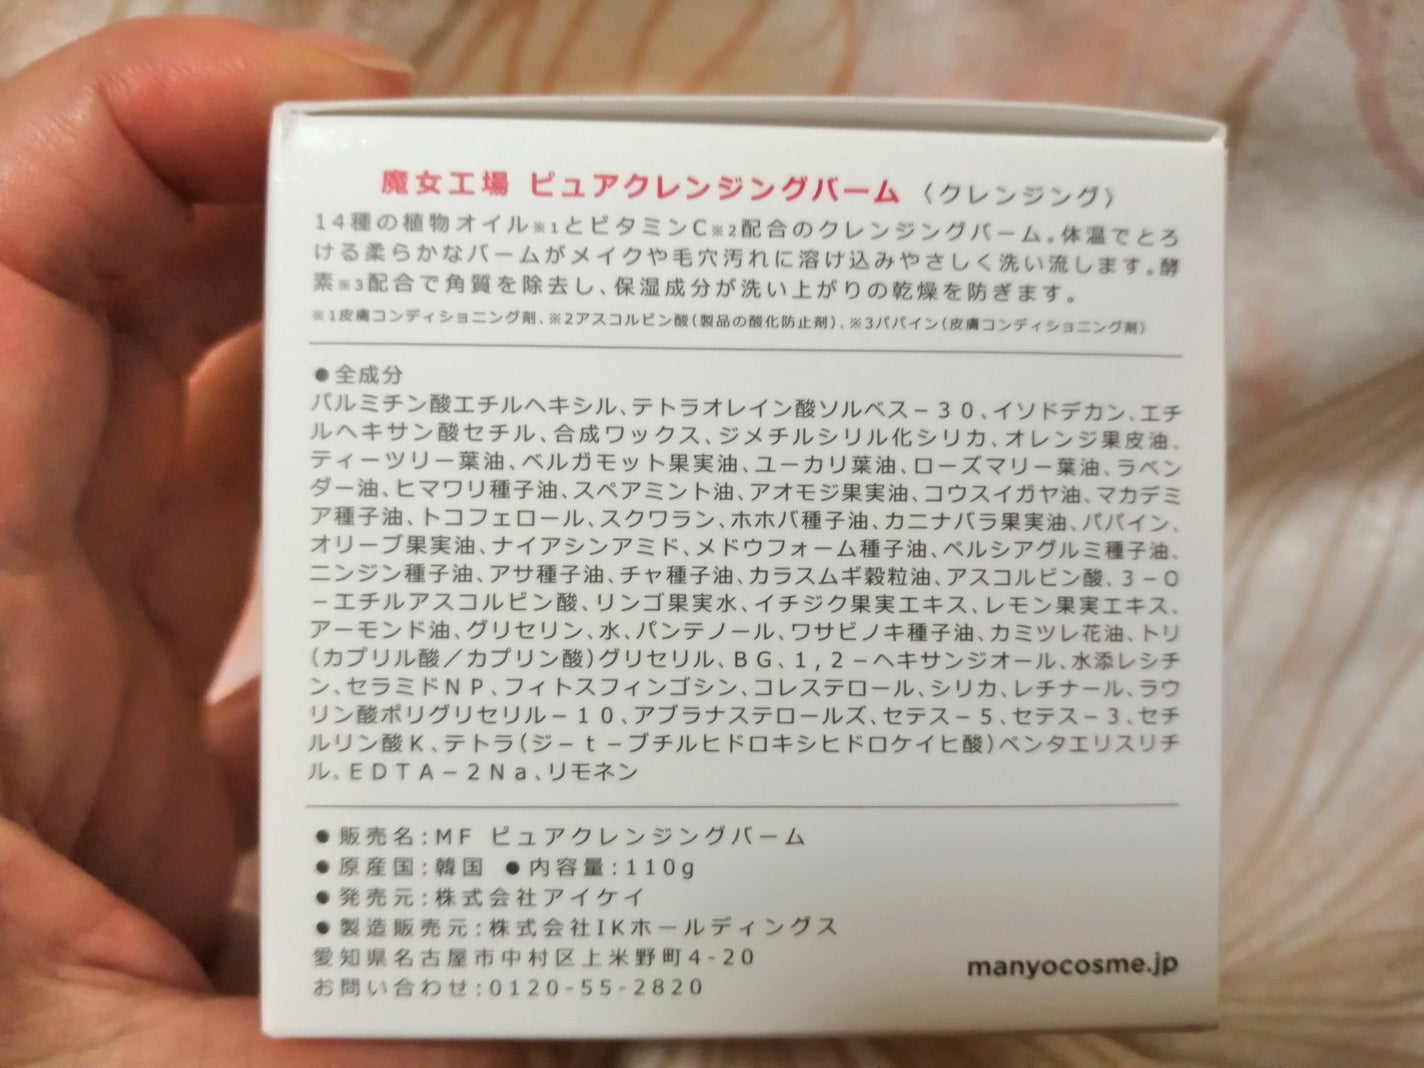 魔女工場 ピュアクレンジングバーム〈クレンジング〉
14種の植物オイル※1とビタミンC※2配合のクレンジングバーム。体温でとろ
ける柔らかなバームがメイクや毛穴汚れに溶け込みやさしく洗い流します。酵
素※3配合で角質を除去し、保湿成分が洗い上がりの乾燥を防ぎます。
※1皮膚コンディショニング剤、※2アスコルビン酸(製品の酸化防止剤)、※3パパイン(皮膚コンディショニング剤)
●全成分
パルミチン酸エチルヘキシル、テトラオレイン酸ソルベス－30、イソドデカン、エチ
ルヘキサン酸セチル、合成ワックス、ジメチルシリル化シリカ、オレンジ果皮油、
ティーツリー葉油、ベルガモット果実油、ユーカリ葉油、ローズマリー葉油、ラベン
ダー油、ヒマワリ種子油、スペアミント油、アオモジ果実油、コウスイガヤ油、マカデミ
ア種子油、トコフェロール、スクワラン、ホホバ種子油、カニナバラ果実油、パパイン、
オリーブ果実油、ナイアシンアミド、メドウフォーム種子油、ペルシアグルミ種子油、
ニンジン種子油、アサ種子油、チャ種子油、カラスムギ穀粒油、アスコルビン酸、3－O
－エチルアスコルビン酸、リンゴ果実水、イチジク果実エキス、レモン果実エキス、
アーモンド油、グリセリン、水、パンテノール、ワサビノキ種子油、カミツレ花油、トリ
(カプリル酸／カプリン酸)グリセリル、BG、1,2－ヘキサンジオール、水添レシチ
ン、セラミドNP、フィトスフィンゴシン、コレステロール、シリカ、レチナール、ラウ
リン酸ポリグリセリル－10、アブラナステロールズ、セテス－5、セテス－3、セチ
ルリン酸K、テトラ(ジ－t－ブチルヒドロキシヒドロケイヒ酸)ペンタエリスリチ
ル、EDTA－2Na、リモネン
●販売名:MF ピュアクレンジングバーム
●原産国:韓国 ●内容量:110g
●発売元:株式会社アイケイ
●製造販売元:株式会社IKホールディングス
愛知県名古屋市中村区上米野町4-20
お問い合わせ:0120-55-2820
manyocosme.jp